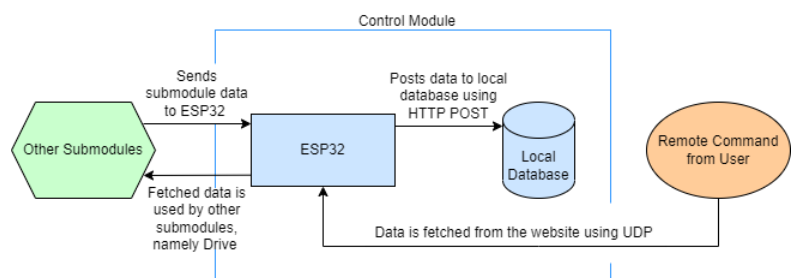 Control Module
Sends
submodule data
to ESP32
Posts data to local
database using
HTTP POST
Other Submodules
ESP32
Local
Database
Remote Command
from User
Fetched data is
used by other
submodules,
namely Drive
Data is fetched from the website using UDP